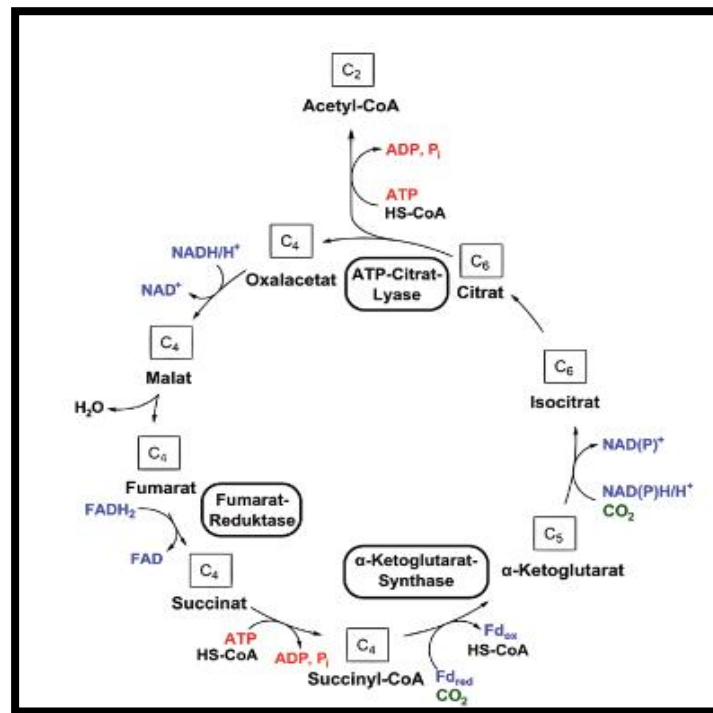 C₂
Acetyl-CoA
ADP, Pᵢ
ATP
HS-CoA
C₄
Oxalacetat
ATP-Citrat-
Lyase
C₆
Citrat
NADH/H⁺
NAD⁺
C₄
Malat
H₂O
C₄
Fumarat
Fumarat-
Reduktase
FADH₂
FAD
C₄
Succinat
ATP
HS-CoA
ADP, Pᵢ
C₄
Succinyl-CoA
α-Ketoglutarat-
Synthase
Fdₒₓ
HS-CoA
Fd_red
CO₂
C₅
α-Ketoglutarat
NAD(P)⁺
NAD(P)H/H⁺
CO₂
C₆
Isocitrat